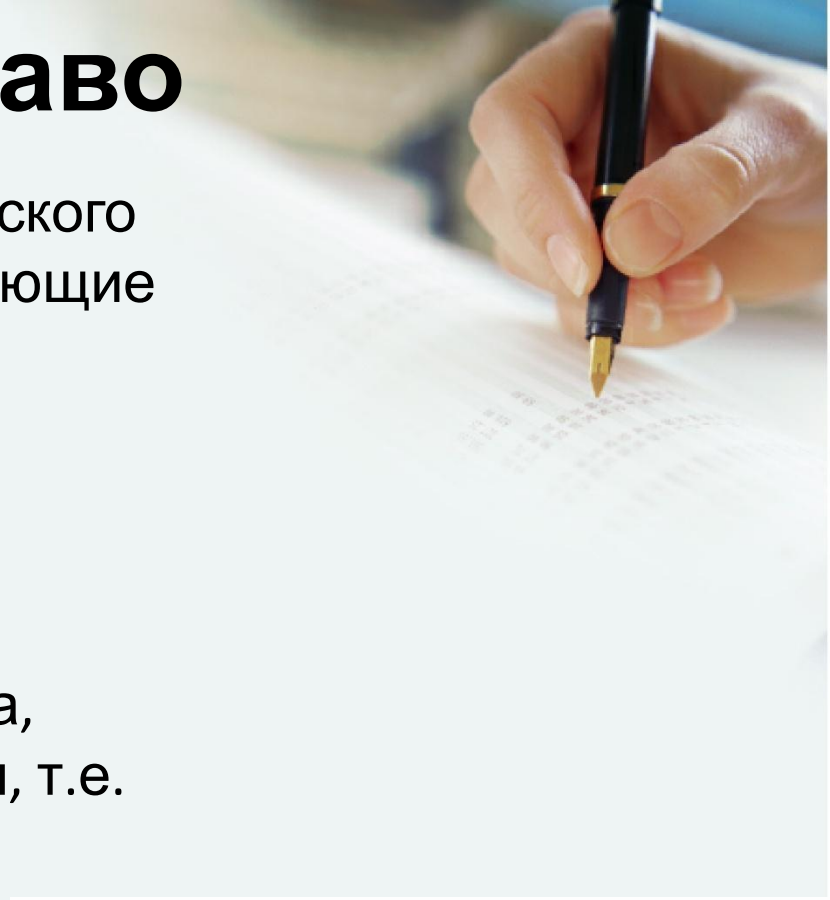 аво
ского
ющие
а,
, т.е.